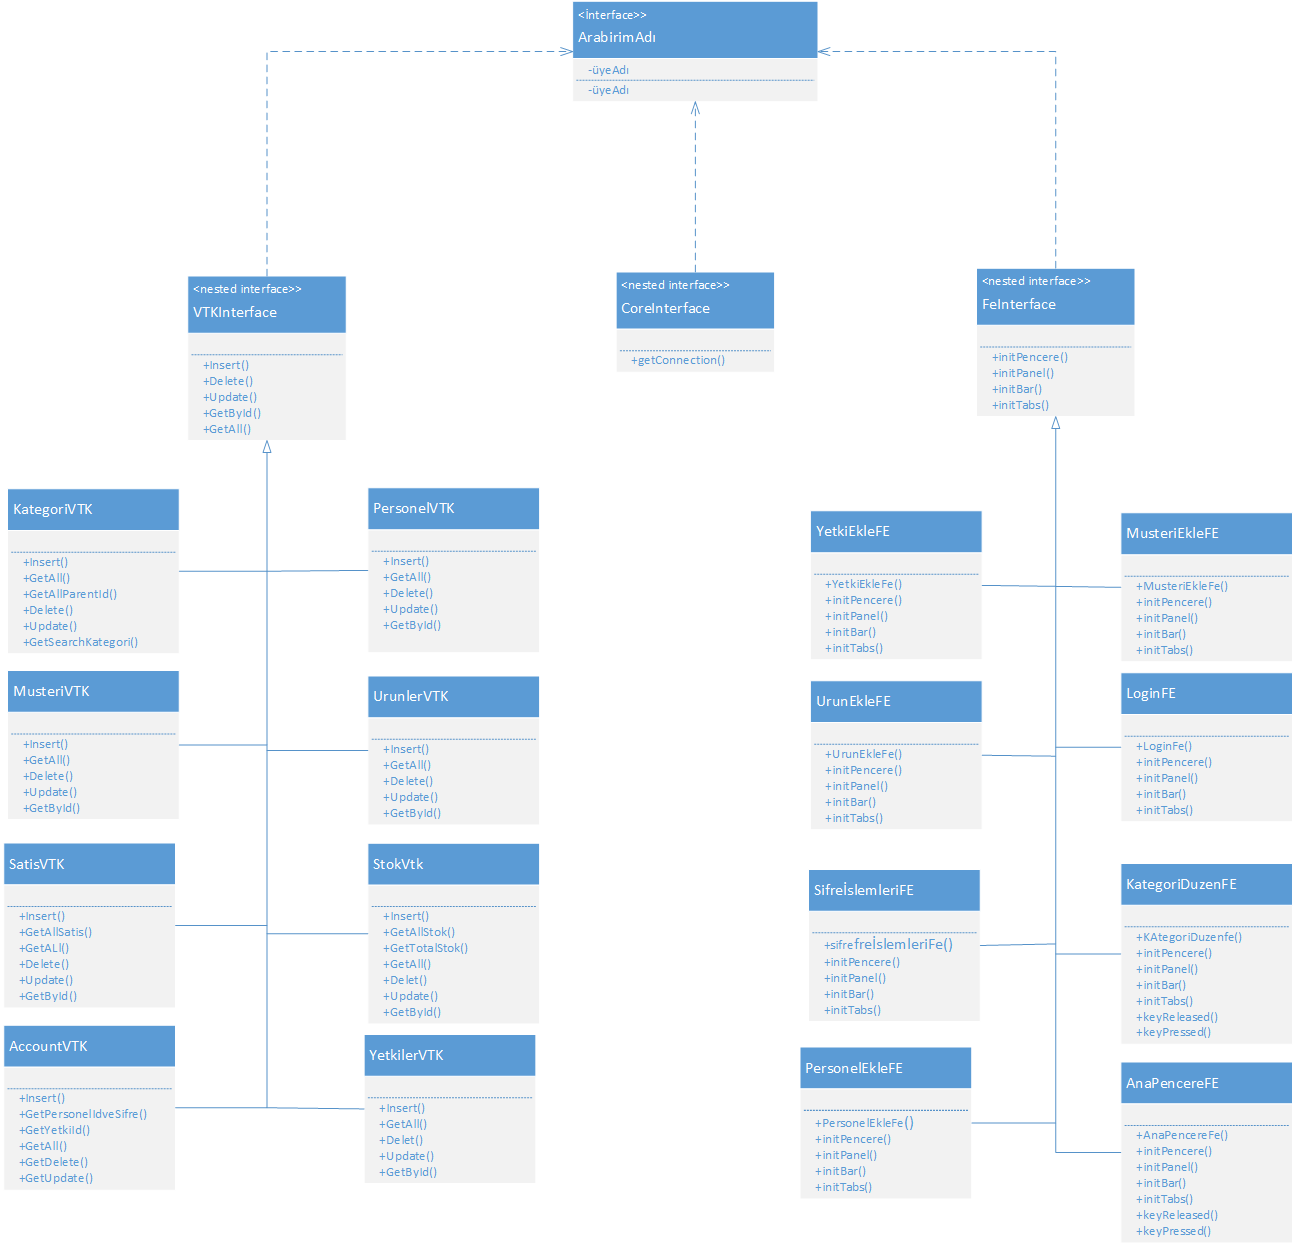 <İnterface>>
ArabirimAdı
-üyeAdı
-üyeAdı
<nested interface>>
VTKInterface
+Insert()
+Delete()
+Update()
+GetById()
+GetAll()
<nested interface>>
CoreInterface
+getConnection()
<nested interface>>
FeInterface
+initPencere()
+initPanel()
+initBar()
+initTabs()
KategoriVTK
+Insert()
+GetAll()
+GetAllParentId()
+Delete()
+Update()
+GetSearchKategori()
PersonelVTK
+Insert()
+GetAll()
+Delete()
+Update()
+GetById()
YetkiEkleFE
+YetkiEkleFe()
+initPencere()
+initPanel()
+initBar()
+initTabs()
MusteriEkleFE
+MusteriEkleFe()
+initPencere()
+initPanel()
+initBar()
+initTabs()
MusteriVTK
+Insert()
+GetAll()
+Delete()
+Update()
+GetById()
UrunlerVTK
+Insert()
+GetAll()
+Delete()
+Update()
+GetById()
UrunEkleFE
+UrunEkleFe()
+initPencere()
+initPanel()
+initBar()
+initTabs()
LoginFE
+LoginFe()
+initPencere()
+initPanel()
+initBar()
+initTabs()
SatisVTK
+Insert()
+GetAllSatis()
+GetALl()
+Delete()
+Update()
+GetById()
StokVtk
+Insert()
+GetAllStok()
+GetTotalStok()
+GetAll()
+Delet()
+Update()
+GetById()
SifreİslemleriFE
+sifrefreİslemleriFe()
+initPencere()
+initPanel()
+initBar()
+initTabs()
KategoriDuzenFE
+KAtegoriDuzenfe()
+initPencere()
+initPanel()
+initBar()
+initTabs()
+keyReleased()
+keyPressed()
AccountVTK
+Insert()
+GetPersonelIdveSifre()
+GetYetkiId()
+GetAll()
+GetDelete()
+GetUpdate()
YetkilerVTK
+Insert()
+GetAll()
+Delet()
+Update()
+GetById()
PersonelEkleFE
+PersonelEkleFe()
+initPencere()
+initPanel()
+initBar()
+initTabs()
AnaPencereFE
+AnaPencereFe()
+initPencere()
+initPanel()
+initBar()
+initTabs()
+keyReleased()
+keyPressed()